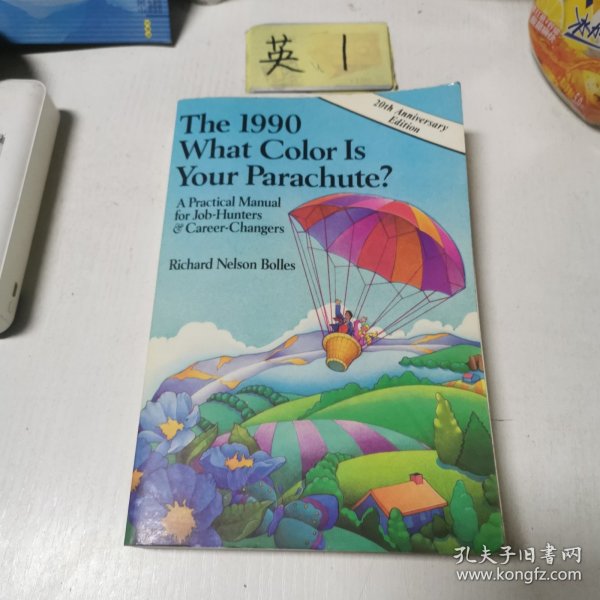 英 1
20th Anniversary
Edition
The 1990
What Color Is
Your Parachute?
A Practical Manual
for Job-Hunters
& Career-Changers
Richard Nelson Bolles
孔夫子旧书网
www.kongfz.com